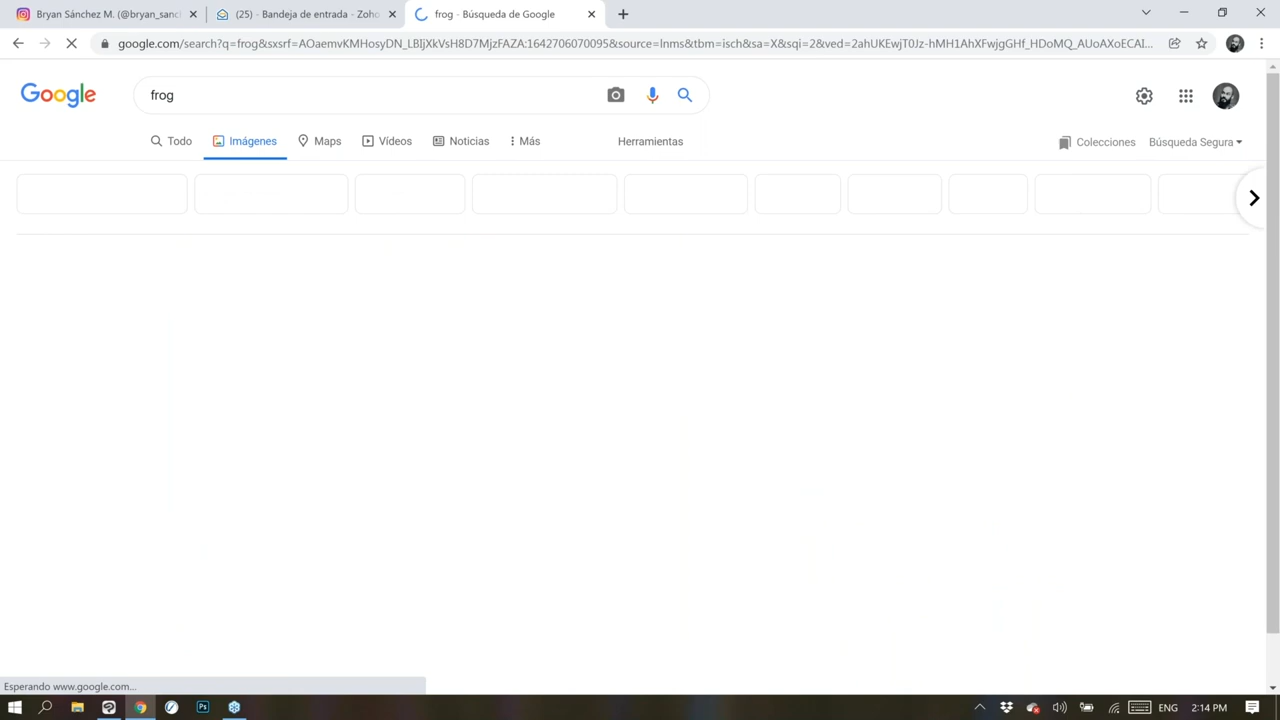 Bryan Sánchez M. (@bryan_sanc
(25) - Bandeja de entrada - Zoho
frog - Búsqueda de Google
google.com/search?q=frog&sxsrf=AOaemvKMHosyDN_LBIjXkVsH8D7MjzFAZA:1642706070095&source=lnms&tbm=isch&sa=X&sqi=2&ved=2ahUKEwjT0Jz-hMH1AhXFwjgGHf_HDoMQ_AUoAXoECAI...
Google
frog
Todo
Imágenes
Maps
Vídeos
Noticias
Más
Herramientas
Colecciones
Búsqueda Segura
Esperando www.google.com...
Ps
ENG
2:14 PM